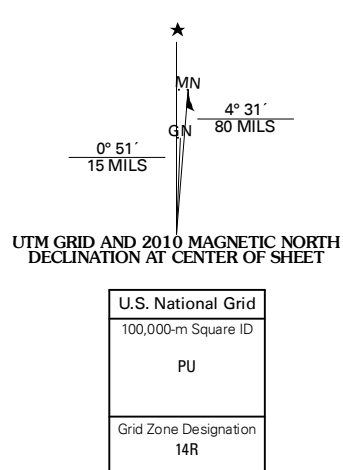 ★
MN
4° 31´
80 MILS
GN
0° 51´
15 MILS
UTM GRID AND 2010 MAGNETIC NORTH
DECLINATION AT CENTER OF SHEET
U.S. National Grid
100,000-m Square ID
PU
Grid Zone Designation
14R